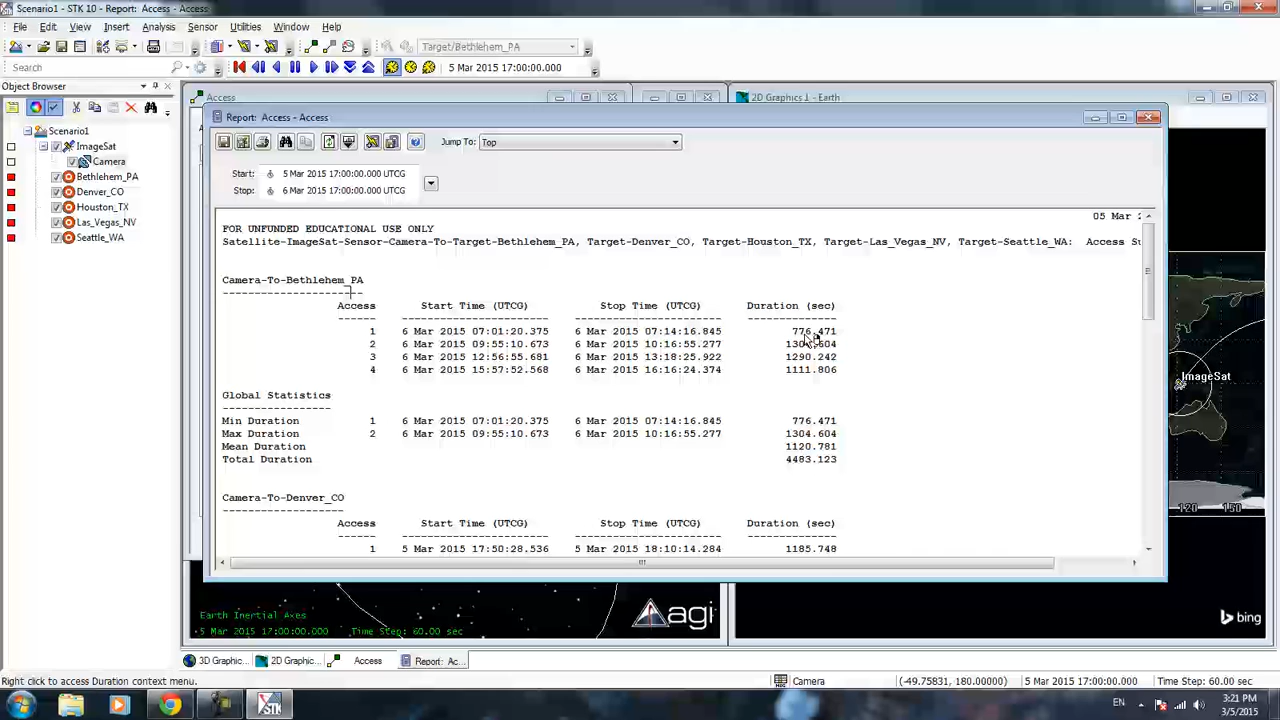 Scenario1 - STK 10 - Report: Access - Access
File Edit View Insert Analysis Sensor Utilities Window Help
Target/Bethlehem_PA
Search
5 Mar 2015 17:00:00.000
Object Browser
Scenario1
ImageSat
Camera
Bethlehem_PA
Denver_CO
Houston_TX
Las_Vegas_NV
Seattle_WA
Access
2D Graphics 1 - Earth
Report: Access - Access
Jump To: Top
Start: 5 Mar 2015 17:00:00.000 UTCG
Stop: 6 Mar 2015 17:00:00.000 UTCG
05 Mar 2
FOR UNFUNDED EDUCATIONAL USE ONLY
Satellite-ImageSat-Sensor-Camera-To-Target-Bethlehem_PA, Target-Denver_CO, Target-Houston_TX, Target-Las_Vegas_NV, Target-Seattle_WA: Access Su
Camera-To-Bethlehem_PA
Access Start Time (UTCG) Stop Time (UTCG) Duration (sec)
1 6 Mar 2015 07:01:20.375 6 Mar 2015 07:14:16.845 776.471
2 6 Mar 2015 09:55:10.673 6 Mar 2015 10:16:55.277 1304.604
3 6 Mar 2015 12:56:55.681 6 Mar 2015 13:18:25.922 1290.242
4 6 Mar 2015 15:57:52.568 6 Mar 2015 16:16:24.374 1111.806
Global Statistics
Min Duration 1 6 Mar 2015 07:01:20.375 6 Mar 2015 07:14:16.845 776.471
Max Duration 2 6 Mar 2015 09:55:10.673 6 Mar 2015 10:16:55.277 1304.604
Mean Duration 1120.781
Total Duration 4483.123
Camera-To-Denver_CO
Access Start Time (UTCG) Stop Time (UTCG) Duration (sec)
1 5 Mar 2015 17:50:28.536 5 Mar 2015 18:10:14.284 1185.748
ImageSat
120 150
Earth Inertial Axes
5 Mar 2015 17:00:00.000 Time Step: 60.00 sec
agi
bing
3D Graphic... 2D Graphic... Access Report: Ac...
Right click to access Duration context menu.
Camera (-49.75831, 180.00000) 5 Mar 2015 17:00:00.000 Time Step: 60.00 sec
STK
EN
3:21 PM
3/5/2015